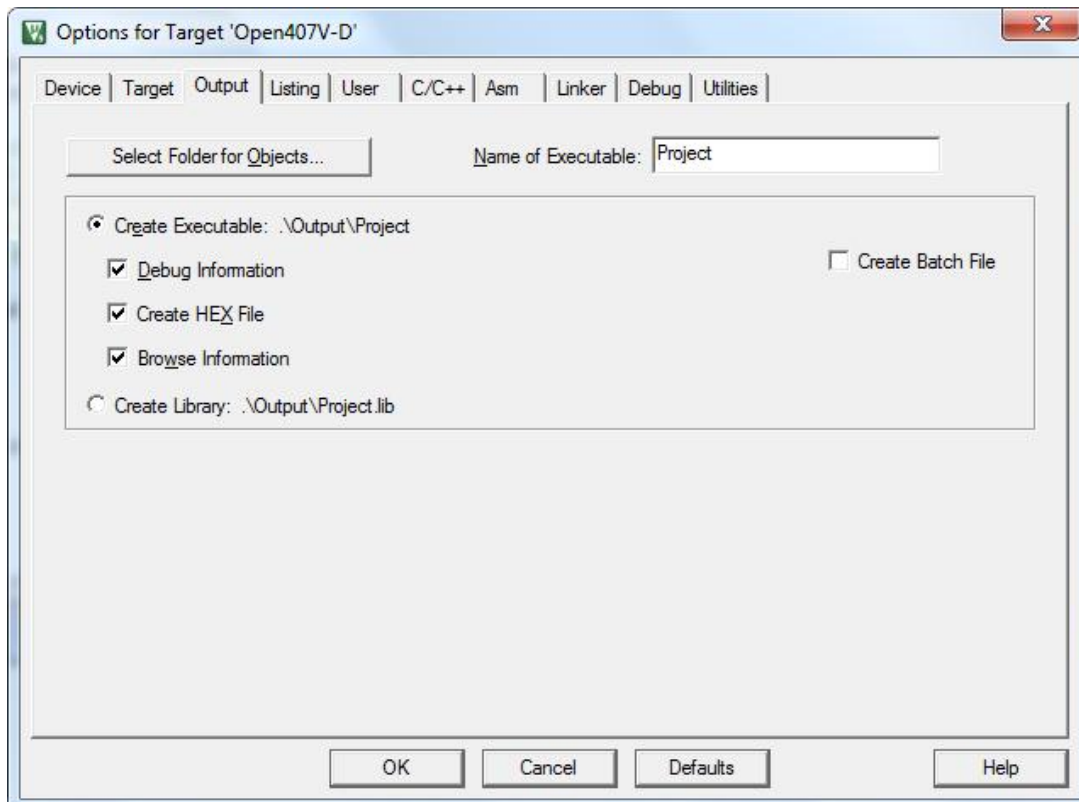 Options for Target 'Open407V-D'
Device Target Output Listing User C/C++ Asm Linker Debug Utilities
Select Folder for Objects... Name of Executable: Project
Create Executable: .\Output\Project
Debug Information Create Batch File
Create HEX File
Browse Information
Create Library: .\Output\Project.lib
OK Cancel Defaults Help